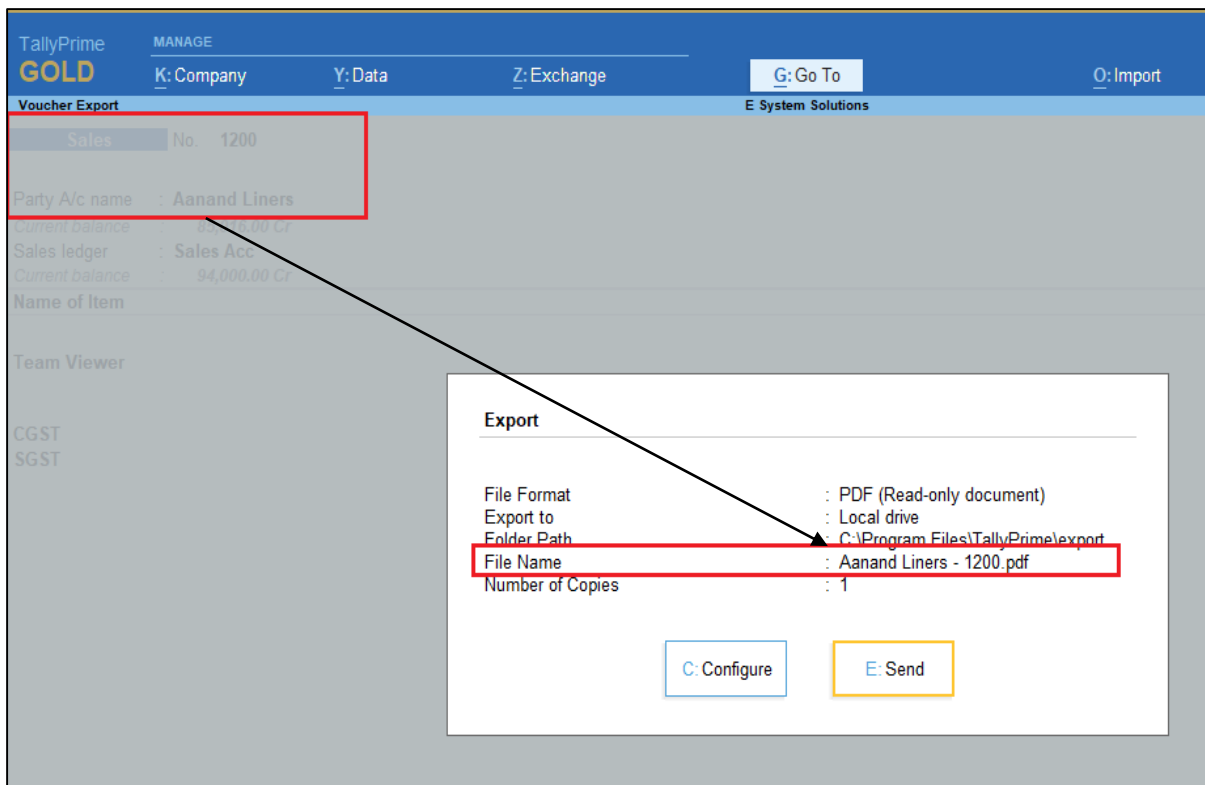 TallyPrime MANAGE
GOLD K: Company Y: Data Z: Exchange G: Go To O: Import
Voucher Export E System Solutions
Sales No. 1200
Party A/c name : Aanand Liners
Current balance : Cr
Sales ledger : Sales Acc
Current balance : 94,000.00 Cr
Name of Item
Team Viewer
CGST
SGST
Export
File Format : PDF (Read-only document)
Export to : Local drive
Folder Path : C:\Program Files\TallyPrime\export
File Name : Aanand Liners - 1200.pdf
Number of Copies : 1
C: Configure E: Send